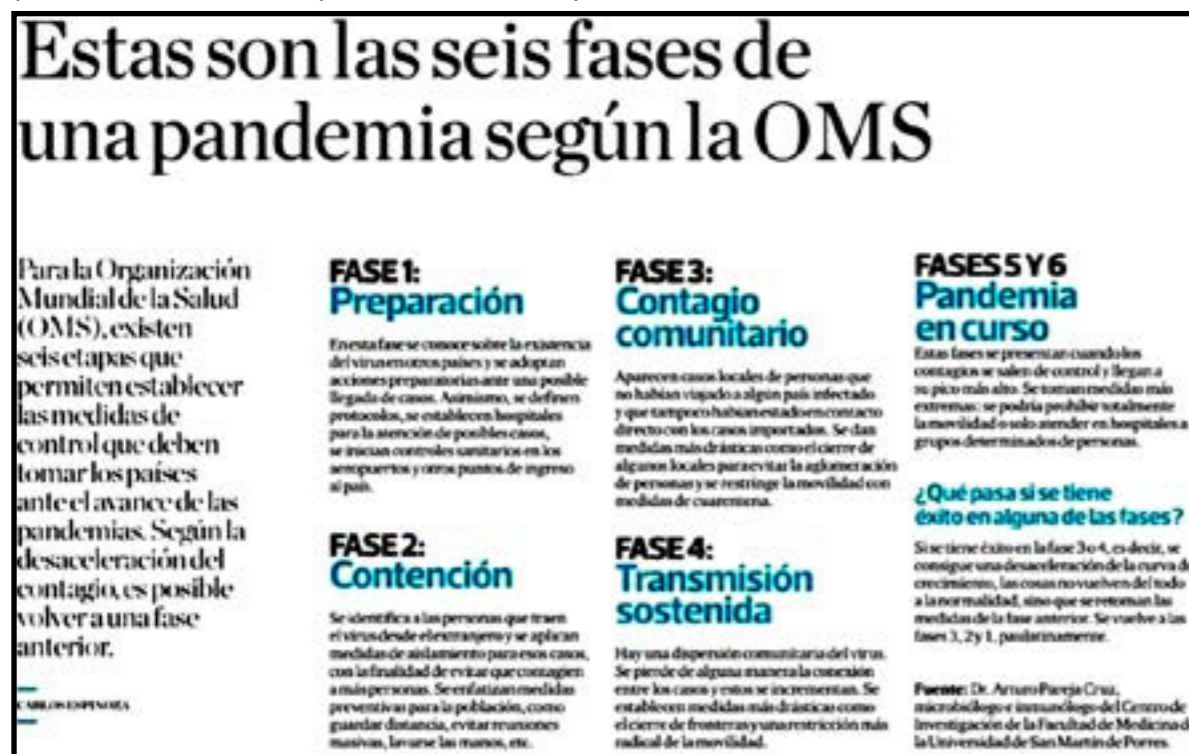 Estas son las seis fases de
una pandemia según la OMS
Para la Organización
Mundial de la Salud
(OMS), existen
seis etapas que
permiten establecer
las medidas de
control que deben
tomar los países
ante el avance de las
pandemias. Según la
desaceleración del
contagio, es posible
volver a una fase
anterior.
CARLOS ESPINOZA
FASE 1:
Preparación
En esta fase se conoce sobre la existencia
del virus en otros países y se adoptan
acciones preparatorias ante una posible
llegada de casos. Asimismo, se definen
protocolos, se establecen hospitales
para la atención de posibles casos,
se inician controles sanitarios en los
aeropuertos y otros puntos de ingreso
al país.
FASE 2:
Contención
Se identifica a las personas que traen
el virus desde el extranjero y se aplican
medidas de aislamiento para esos casos,
con la finalidad de evitar que contagien
a más personas. Se enfatizan medidas
preventivas para la población, como
guardar distancia, evitar reuniones
masivas, lavarse las manos, etc.
FASE 3:
Contagio
comunitario
Aparecen casos locales de personas que
no habían viajado a algún país infectado
y que tampoco habían estado en contacto
directo con los casos importados. Se dan
medidas más drásticas como el cierre de
algunos locales para evitar la aglomeración
de personas y se restringe la movilidad con
medidas de cuarentena.
FASE 4:
Transmisión
sostenida
Hay una dispersión comunitaria del virus.
Se pierde de alguna manera la conexión
entre los casos y estos se incrementan. Se
establecen medidas más drásticas como
el cierre de fronteras y una restricción más
radical de la movilidad.
FASES 5 Y 6
Pandemia
en curso
Estas fases se presentan cuando los
contagios se salen de control y llegan a
su pico más alto. Se toman medidas más
extremas: se podría prohibir totalmente
la movilidad o solo atender en hospitales a
grupos determinados de personas.
¿Qué pasa si se tiene
éxito en alguna de las fases?
Si se tiene éxito en la fase 3 o 4, es decir, se
consigue una desaceleración de la curva de
crecimiento, las cosas no vuelven del todo
a la normalidad, sino que se retoman las
medidas de la fase anterior. Se vuelve a las
fases 3, 2 y 1, paulatinamente.
Fuente: Dr. Arturo Pareja Cruz,
microbiólogo e inmunólogo del Centro de
Investigación de la Facultad de Medicina de
la Universidad de San Martín de Porres.